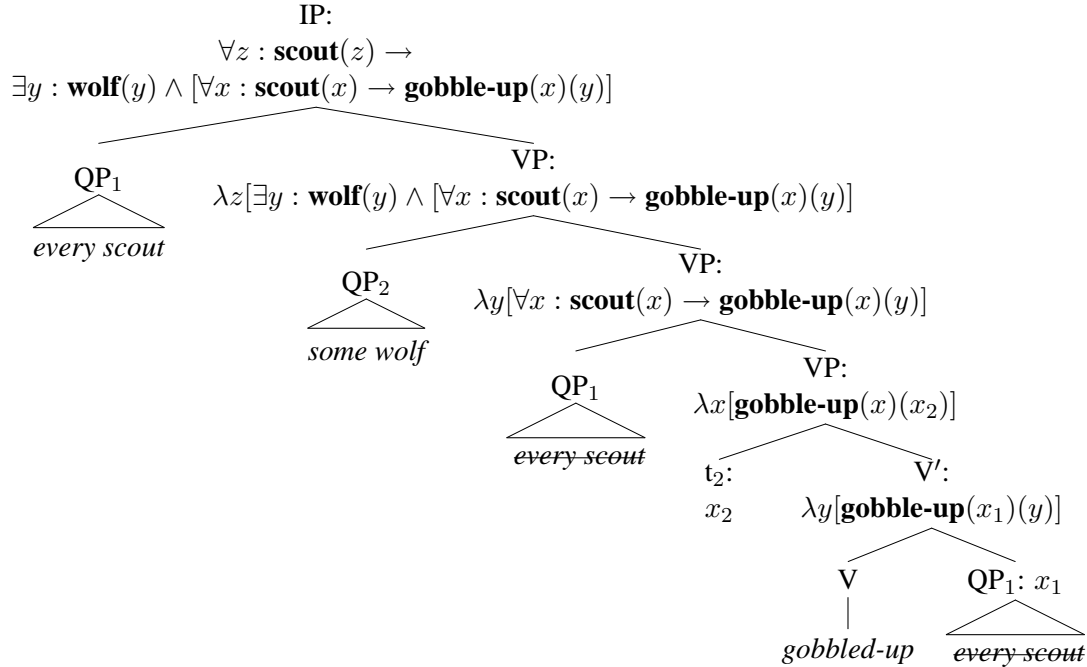 IP:
∀z : scout(z) →
∃y : wolf(y) ∧ [∀x : scout(x) → gobble-up(x)(y)]
QP₁
every scout
VP:
λz[∃y : wolf(y) ∧ [∀x : scout(x) → gobble-up(x)(y)]
QP₂
some wolf
VP:
λy[∀x : scout(x) → gobble-up(x)(y)]
QP₁
every scout
VP:
λx[gobble-up(x)(x₂)]
t₂:
x₂
V′:
λy[gobble-up(x₁)(y)]
V
gobbled-up
QP₁: x₁
every scout